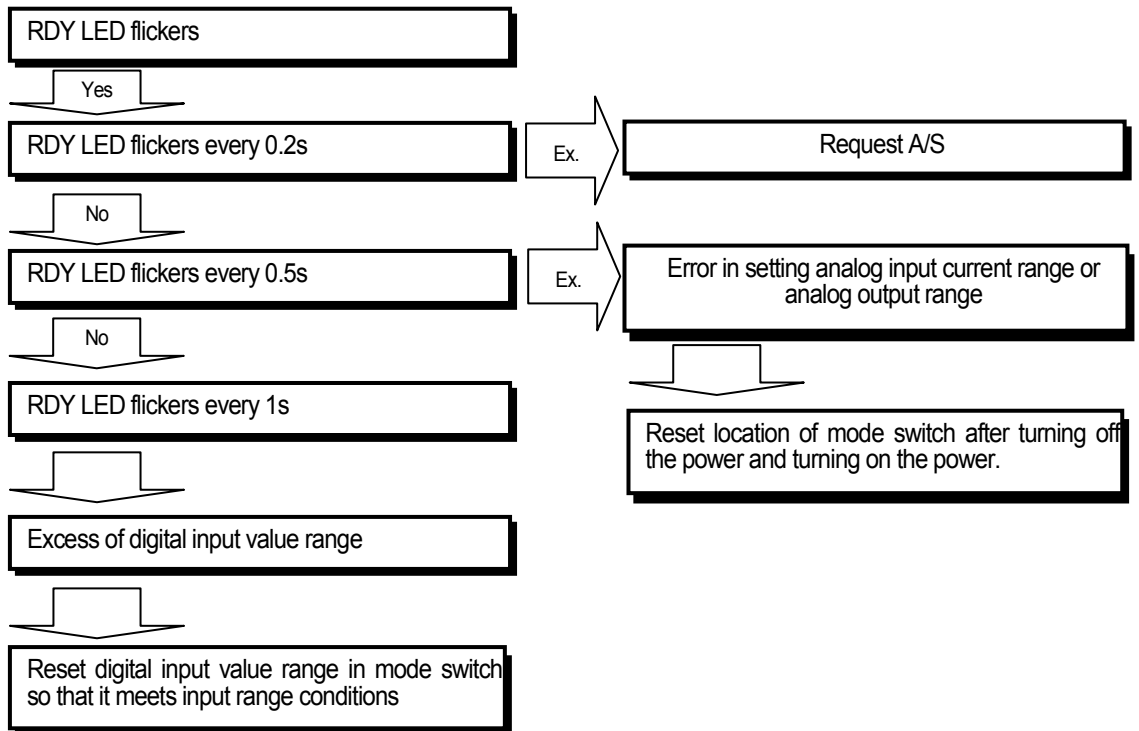 RDY LED flickers
Yes
RDY LED flickers every 0.2s
Ex.
Request A/S
No
RDY LED flickers every 0.5s
Ex.
Error in setting analog input current range or
analog output range
No
RDY LED flickers every 1s
Reset location of mode switch after turning off
the power and turning on the power.
Excess of digital input value range
Reset digital input value range in mode switch
so that it meets input range conditions